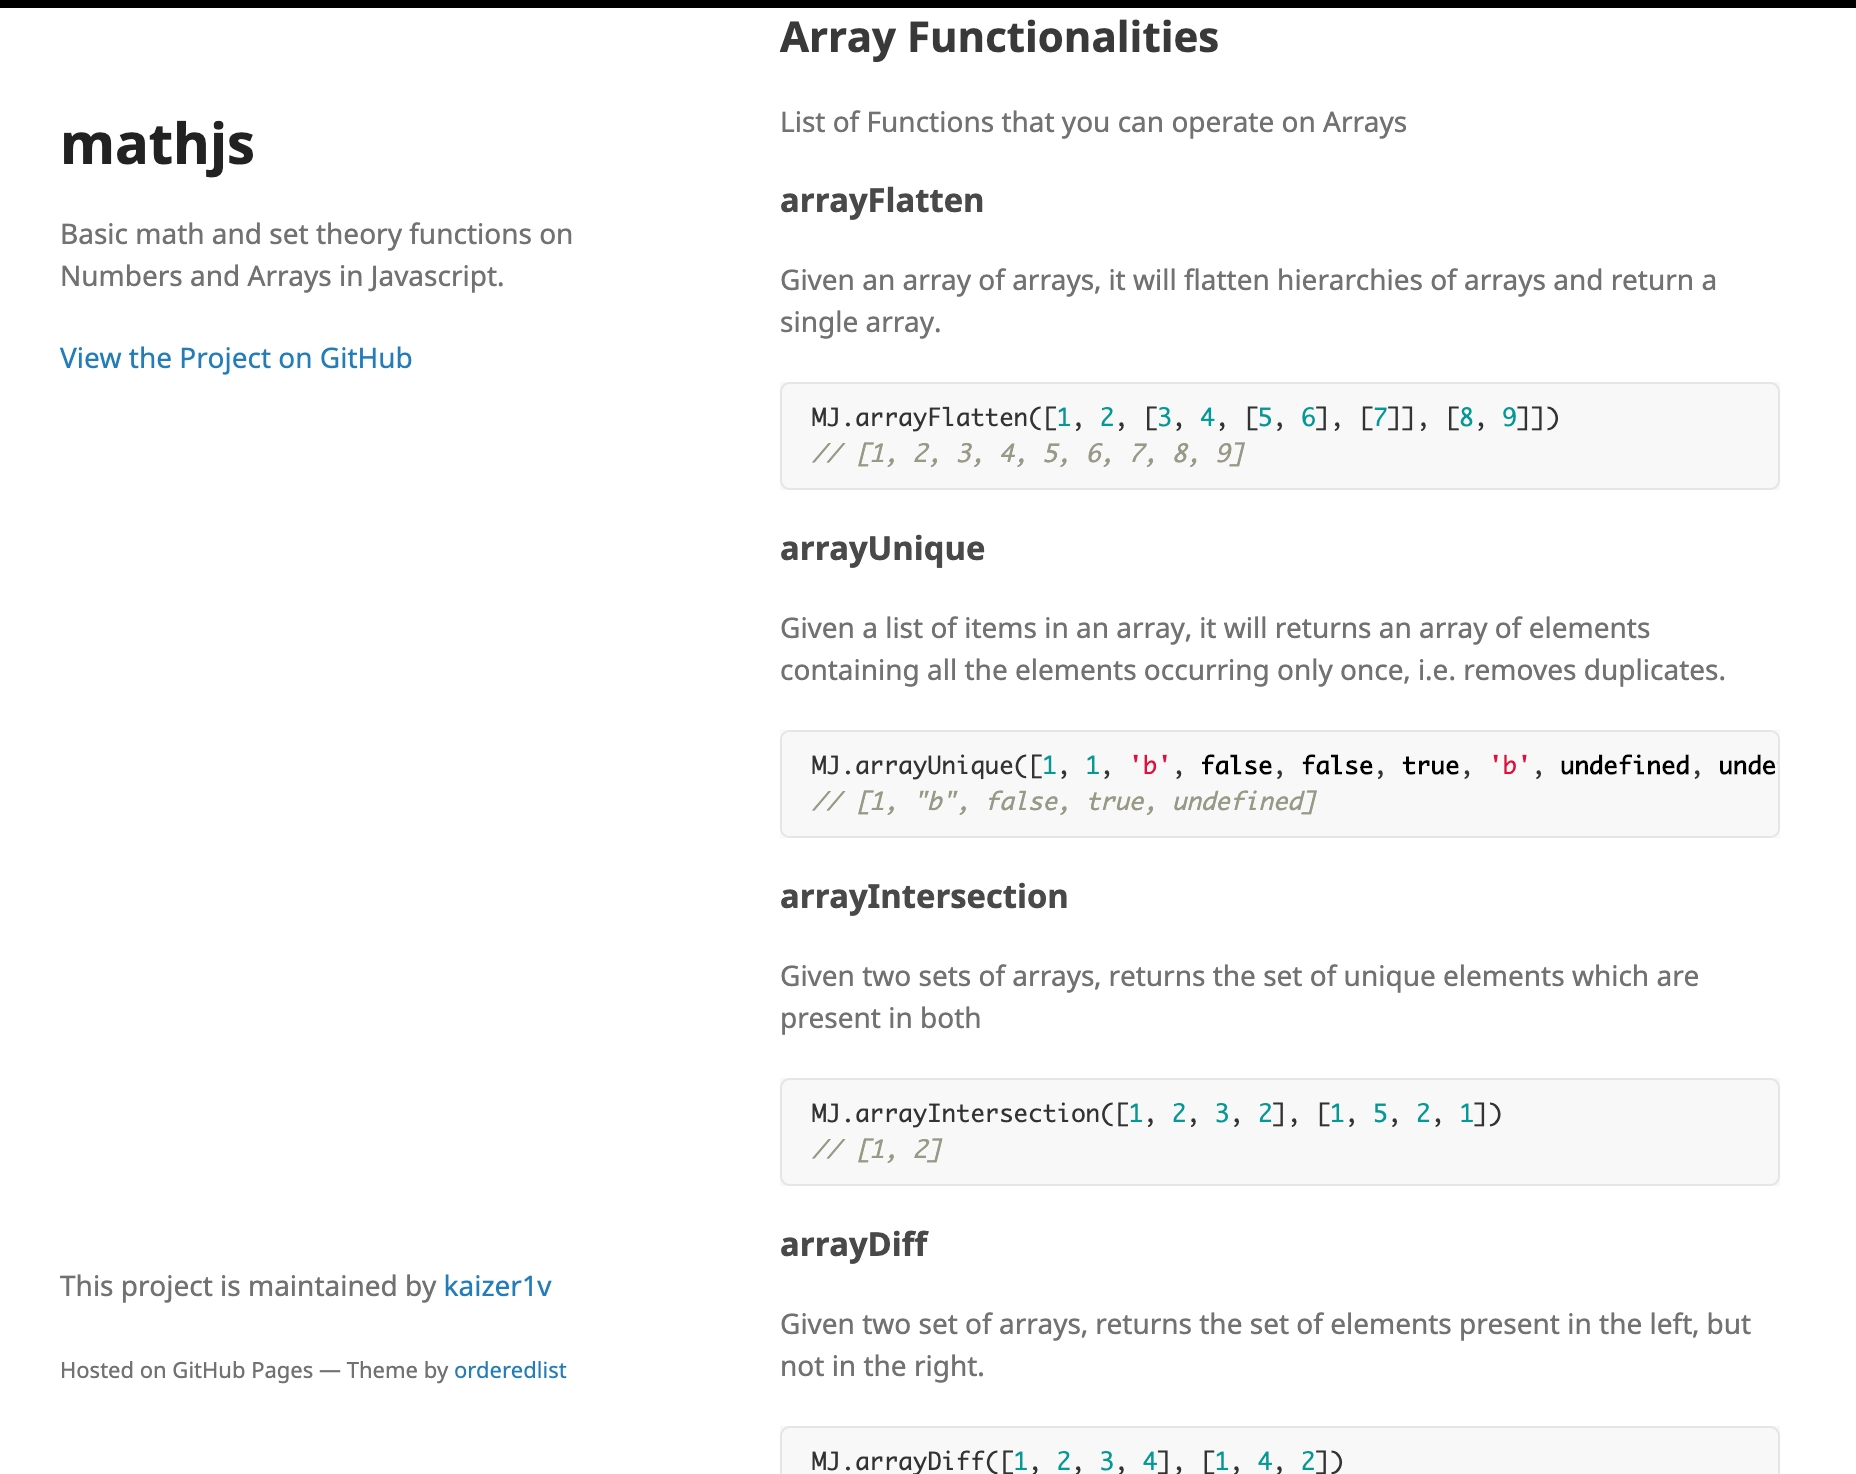 mathjs
Basic math and set theory functions on
Numbers and Arrays in Javascript.
View the Project on GitHub
This project is maintained by kaizer1v
Hosted on GitHub Pages — Theme by orderedlist
Array Functionalities
List of Functions that you can operate on Arrays
arrayFlatten
Given an array of arrays, it will flatten hierarchies of arrays and return a
single array.
MJ.arrayFlatten([1, 2, [3, 4, [5, 6], [7]], [8, 9]])
// [1, 2, 3, 4, 5, 6, 7, 8, 9]
arrayUnique
Given a list of items in an array, it will returns an array of elements
containing all the elements occurring only once, i.e. removes duplicates.
MJ.arrayUnique([1, 1, 'b', false, false, true, 'b', undefined, unde
// [1, "b", false, true, undefined]
arrayIntersection
Given two sets of arrays, returns the set of unique elements which are
present in both
MJ.arrayIntersection([1, 2, 3, 2], [1, 5, 2, 1])
// [1, 2]
arrayDiff
Given two set of arrays, returns the set of elements present in the left, but
not in the right.
MJ.arrayDiff([1, 2, 3, 4], [1, 4, 2])